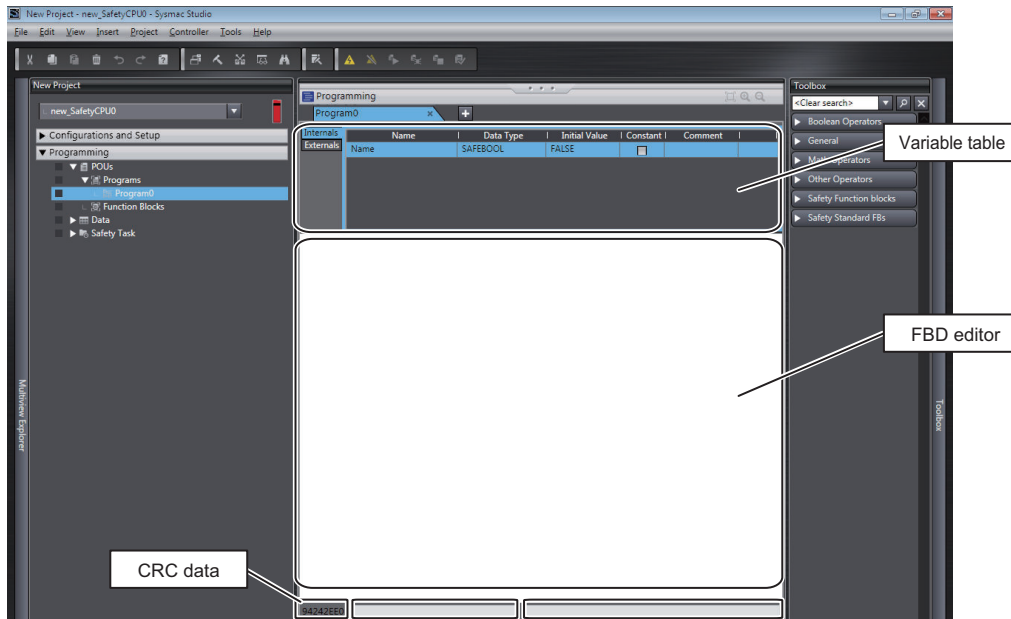 New Project - new_SafetyCPU0 - Sysmac Studio
File Edit View Insert Project Controller Tools Help
New Project
new_SafetyCPU0
Configurations and Setup
Programming
POUs
Programs
Program0
Function Blocks
Data
Safety Task
Multiview Explorer
Programming
Program0
Internals
Externals
Name Data Type Initial Value Constant Comment
Name SAFEBOOL FALSE
Toolbox
<Clear search>
Boolean Operators
General
Math Operators
Other Operators
Safety Function blocks
Safety Standard FBs
Toolbox
Variable table
FBD editor
CRC data
94242EE0